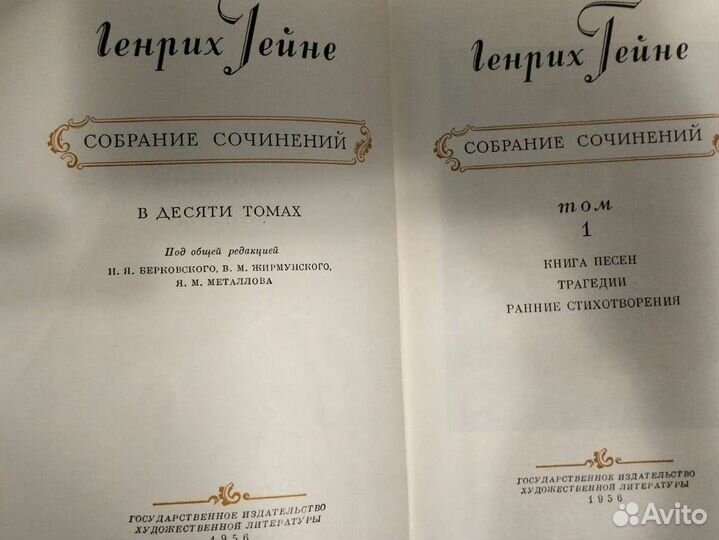 Генрих Гейне
СОБРАНИЕ СОЧИНЕНИЙ
В ДЕСЯТИ ТОМАХ
Под общей редакцией
Н. Я. БЕРКОВСКОГО, В. М. ЖИРМУНСКОГО,
Я. М. МЕТАЛЛОВА
ГОСУДАРСТВЕННОЕ ИЗДАТЕЛЬСТВО
ХУДОЖЕСТВЕННОЙ ЛИТЕРАТУРЫ
1956
Генрих Гейне
СОБРАНИЕ СОЧИНЕНИЙ
том
1
КНИГА ПЕСЕН
ТРАГЕДИИ
РАННИЕ СТИХОТВОРЕНИЯ
ГОСУДАРСТВЕННОЕ ИЗДАТЕЛЬСТВО
ХУДОЖЕСТВЕННОЙ ЛИТЕРАТУРЫ
1956
Avito